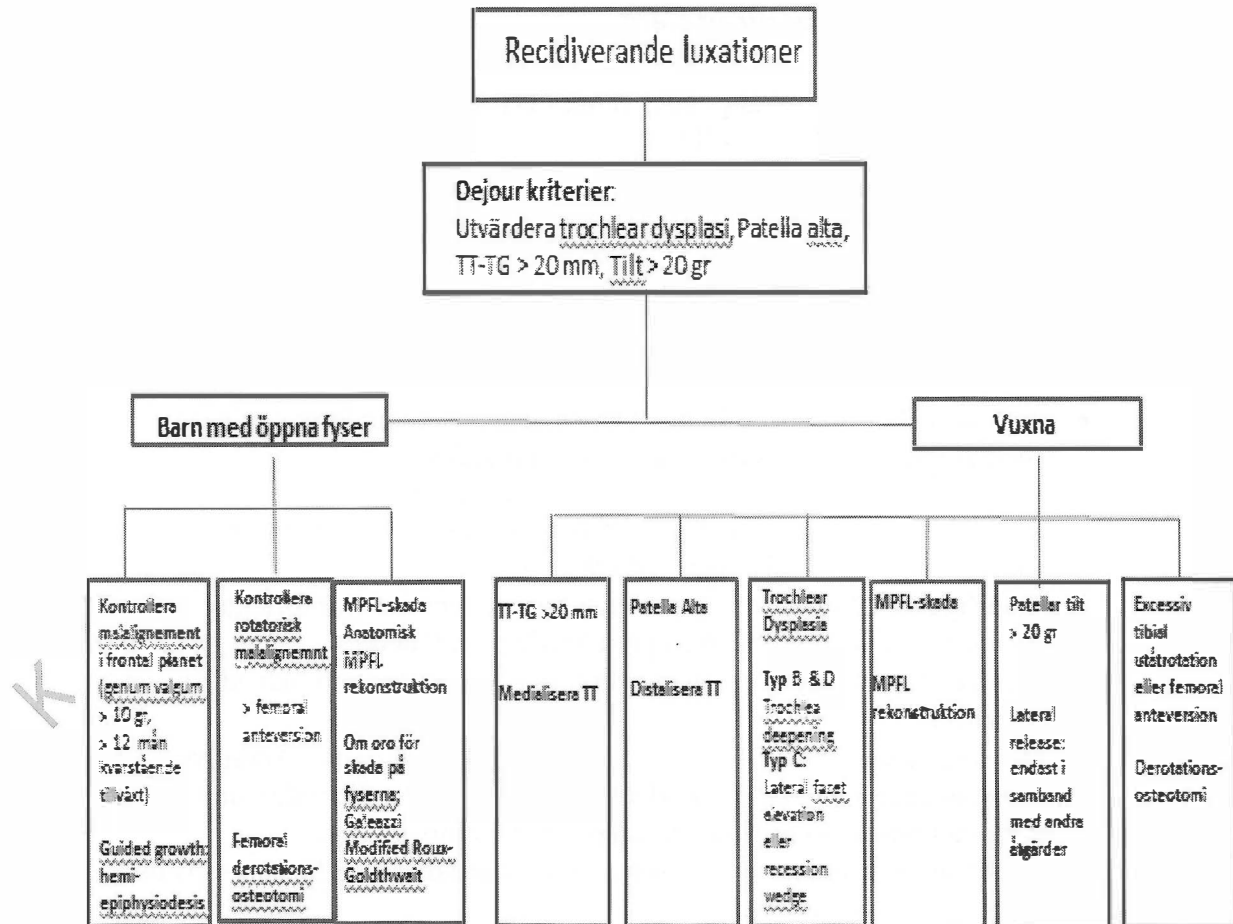 Recidiverande luxationer
Dejour kriterier:
Utvärdera trochlear dysplasi, Patella alta,
TT-TG > 20 mm, Tilt > 20 gr
Barn med öppna fyser
Vuxna
Kontrollera
malalignement
i frontal planet
(genum valgum
> 10 gr,
> 12 mån
kvarstående
tillväxt)
Guided growth:
hemi-
epiphysiodesis
Kontrollera
rotatorisk
malalignemnt
> femoral
anteversion
Femoral
derotations-
osteotomi
MPFL-skada
Anatomisk
MPFL
rekonstruktion
Om oro för
skada på
fyserna;
Galeazzi
Modified Roux-
Goldthwait
TT-TG >20 mm
Medialisera TT
Patella Alta
Distalisera TT
Trochlear
Dysplasia
Typ B & D
Trochlea
deepening
Typ C:
Lateral facet
elevation
eller
recession
wedge
MPFL-skada
MPFL
rekonstruktion
Patellar tilt
> 20 gr
Lateral
release:
endast i
samband
med andra
Excessiv
tibial
utåtrotation
eller femoral
anteversion
Derotations-
osteotomi
K